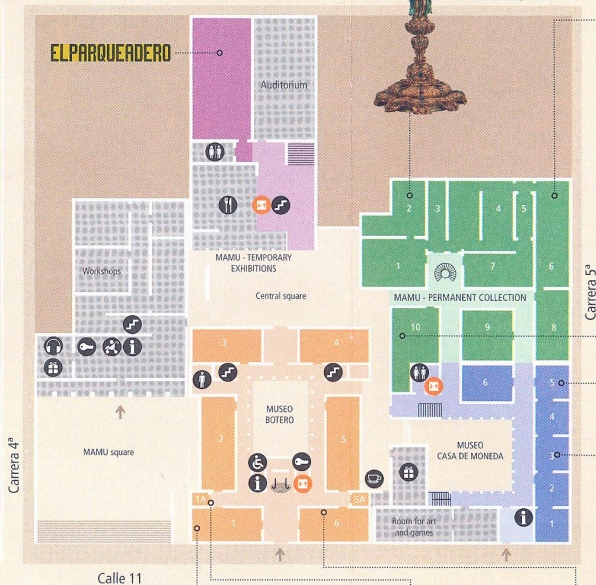 ELPARQUEADERO
Auditorium
2
3
4
5
1
7
6
MAMU - TEMPORARY
EXHIBITIONS
Workshops
Central square
MAMU - PERMANENT COLLECTION
Carrera 5ª
10
9
8
3
4
6
5
4
3
2
1
MUSEO
BOTERO
2
5
MUSEO
CASA DE MONEDA
MAMU square
Carrera 4ª
1A
5A
1
6
Room for art
and games
Calle 11